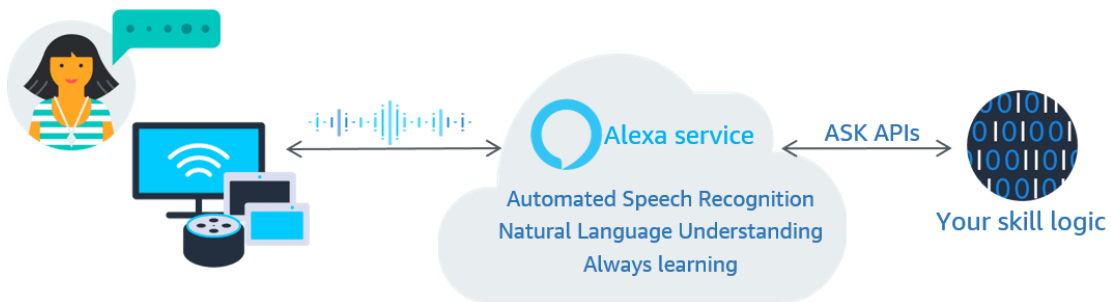 Alexa service
ASK APIs
Automated Speech Recognition
Natural Language Understanding
Always learning
Your skill logic